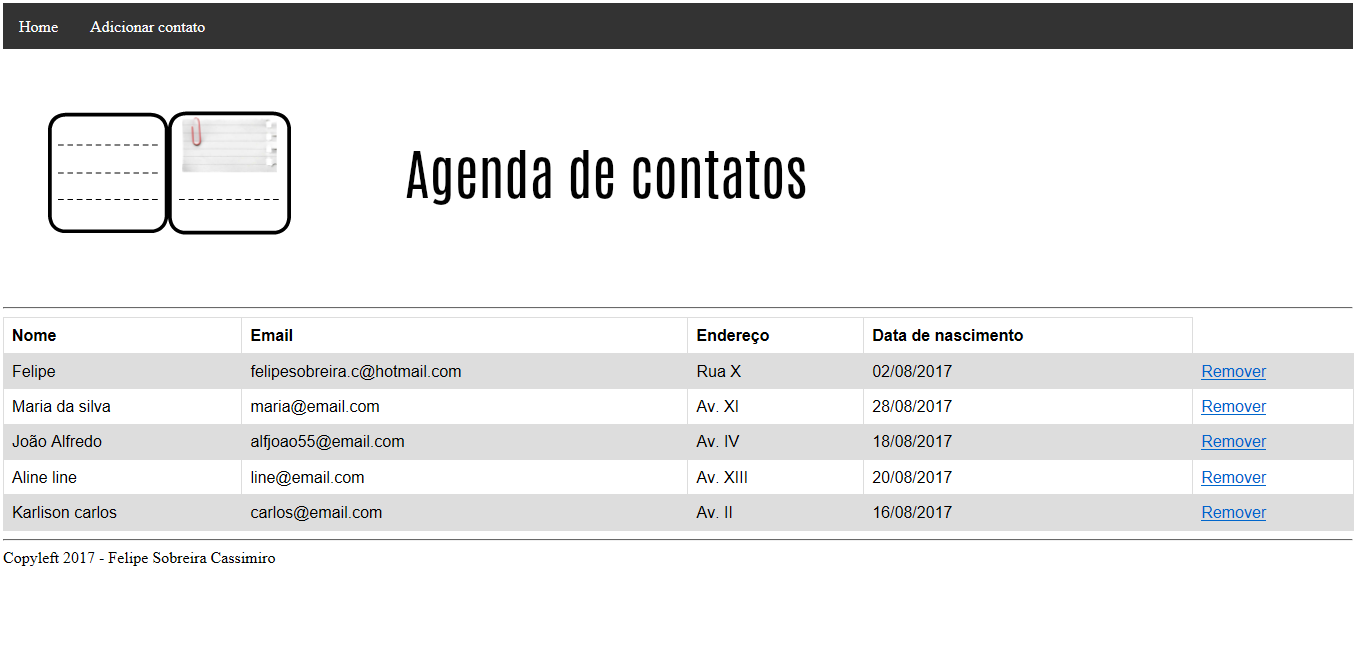 Home Adicionar contato
Agenda de contatos
Nome Email Endereço Data de nascimento
Felipe felipesobreira.c@hotmail.com Rua X 02/08/2017 Remover
Maria da silva maria@email.com Av. XI 28/08/2017 Remover
João Alfredo alfjoao55@email.com Av. IV 18/08/2017 Remover
Aline line line@email.com Av. XIII 20/08/2017 Remover
Karlison carlos carlos@email.com Av. II 16/08/2017 Remover
Copyleft 2017 - Felipe Sobreira Cassimiro